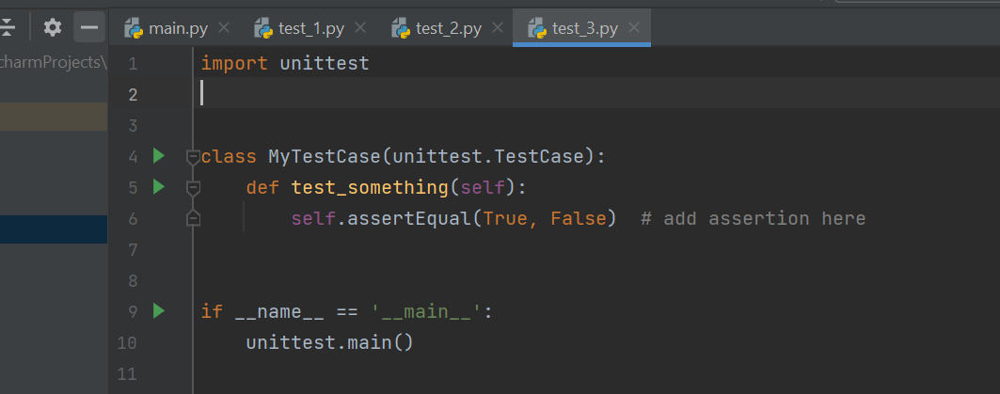 main.py test_1.py test_2.py test_3.py
charmProjects\
1 import unittest
2
3
4 class MyTestCase(unittest.TestCase):
5     def test_something(self):
6         self.assertEqual(True, False)  # add assertion here
7
8
9 if __name__ == '__main__':
10     unittest.main()
11